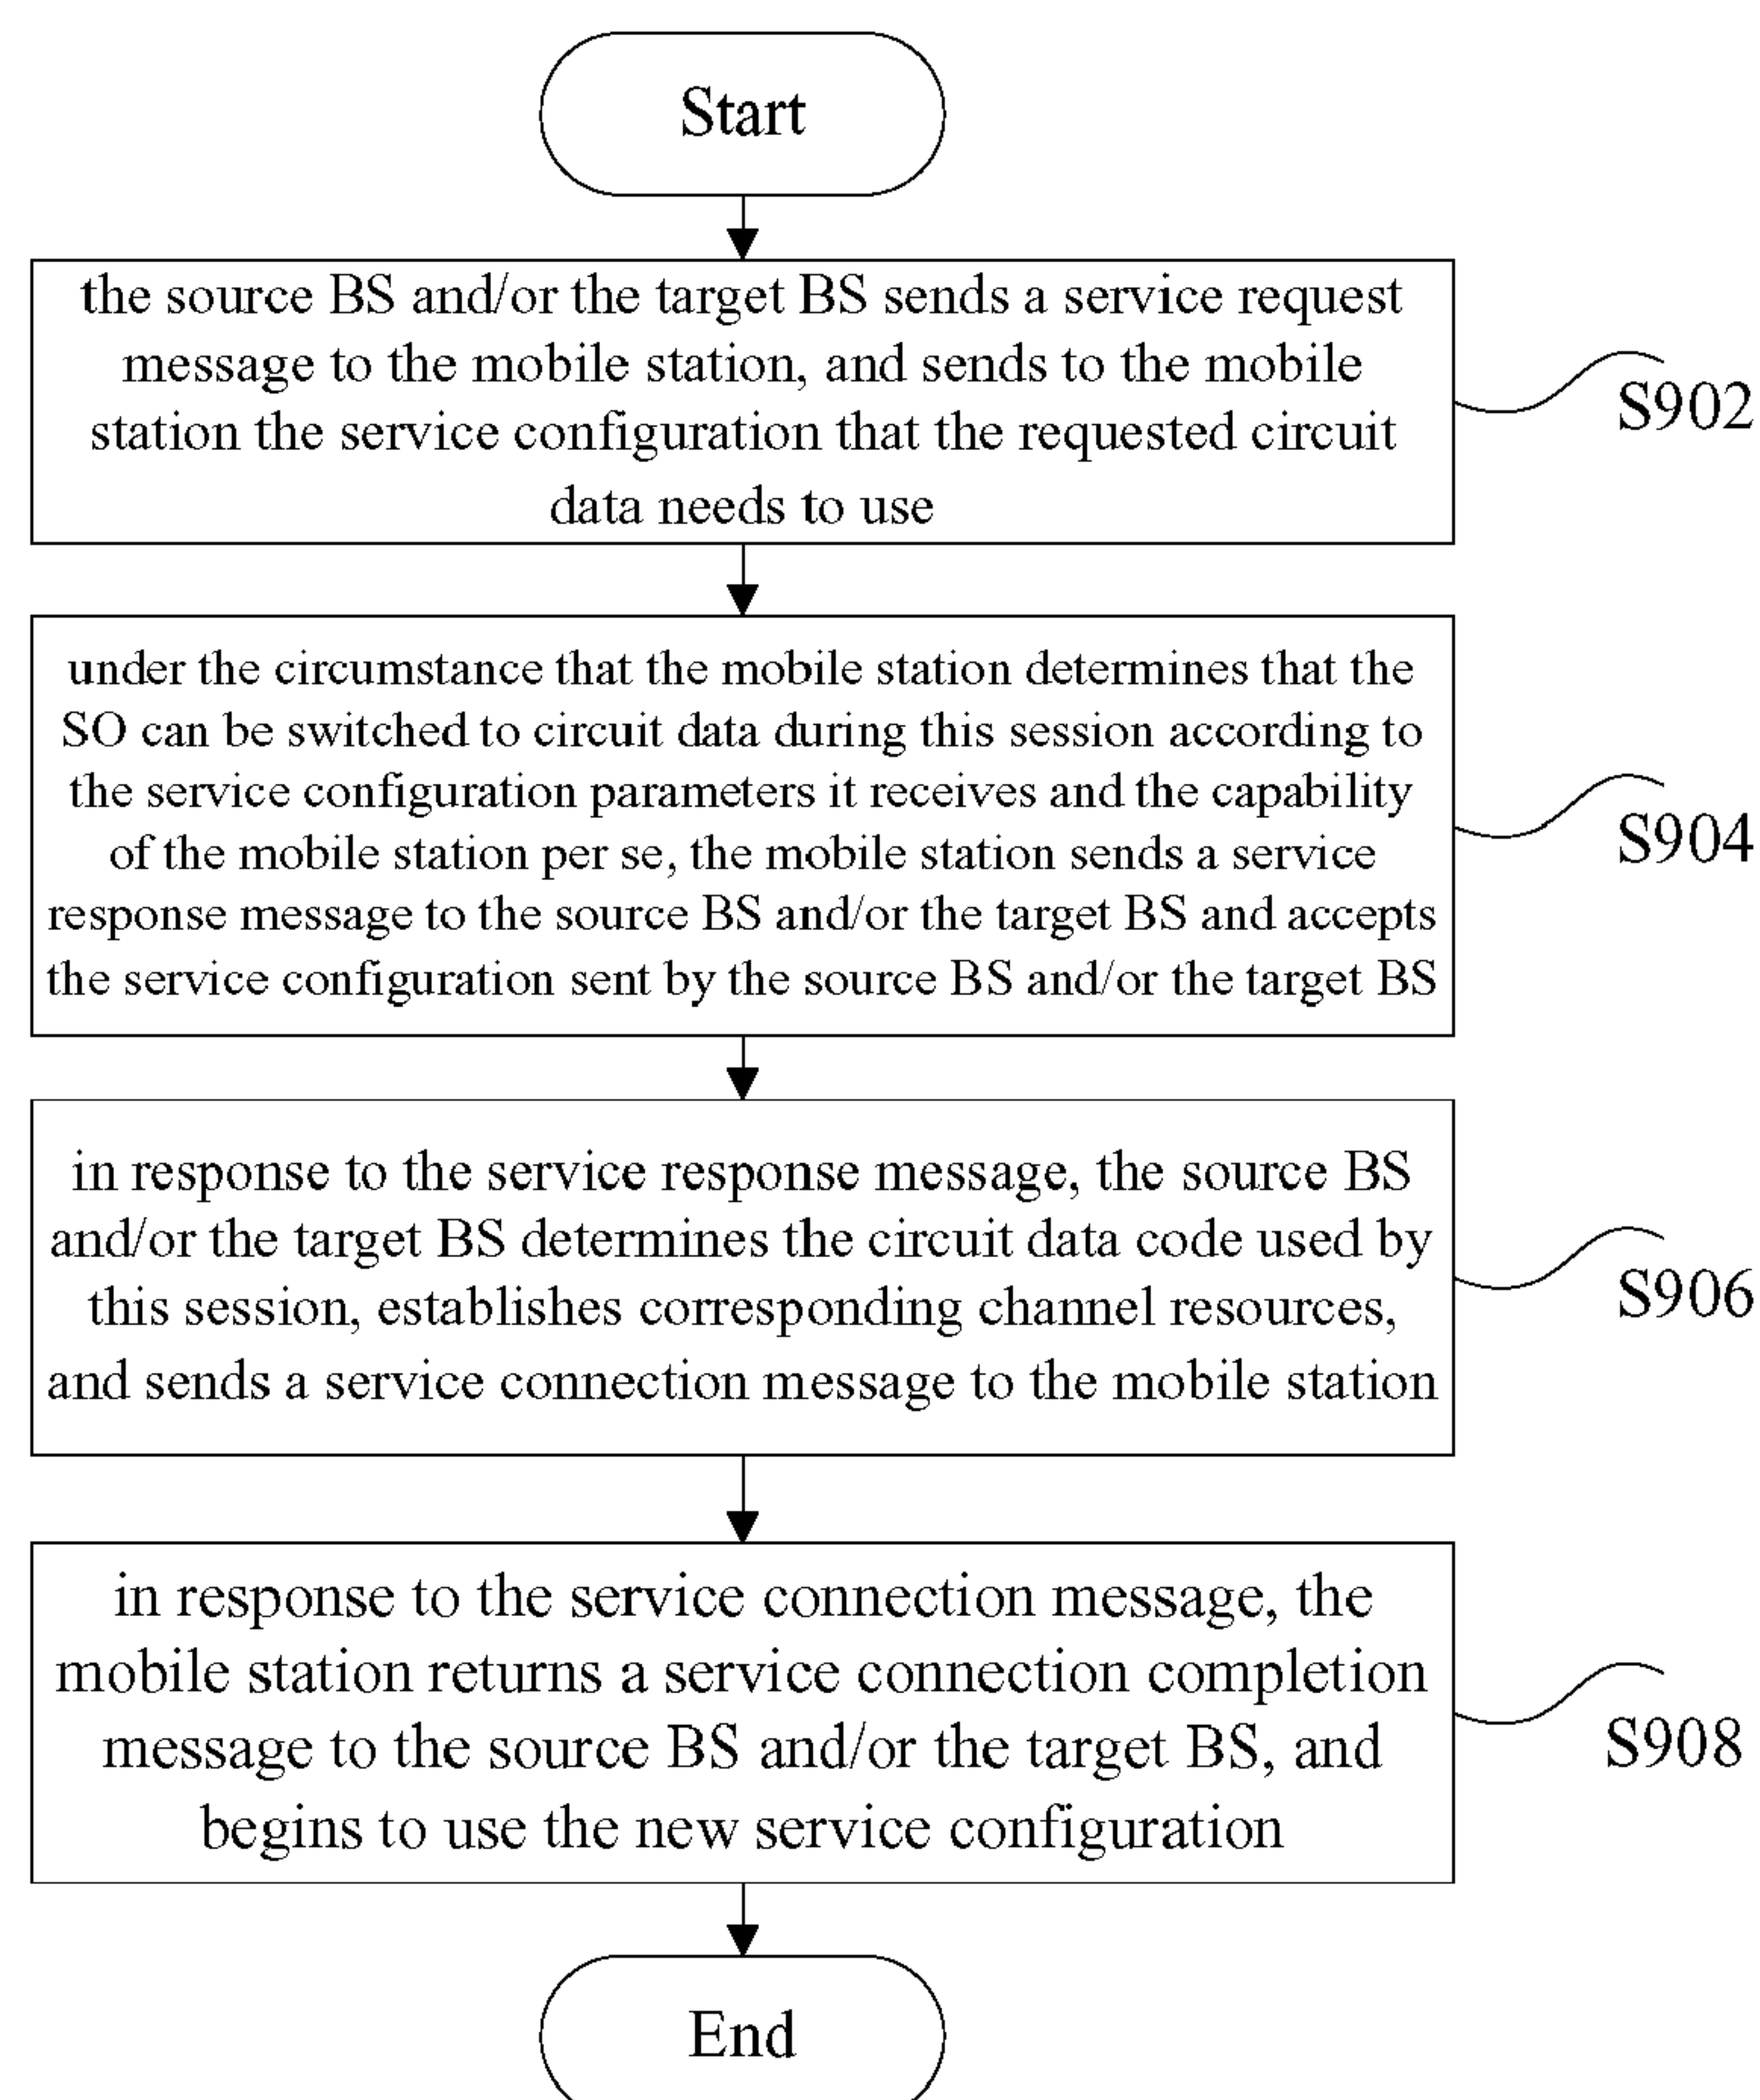 Start
the source BS and/or the target BS sends a service request
message to the mobile station, and sends to the mobile
station the service configuration that the requested circuit
data needs to use
S902
under the circumstance that the mobile station determines that the
SO can be switched to circuit data during this session according to
the service configuration parameters it receives and the capability
of the mobile station per se, the mobile station sends a service
response message to the source BS and/or the target BS and accepts
the service configuration sent by the source BS and/or the target BS
S904
in response to the service response message, the source BS
and/or the target BS determines the circuit data code used by
this session, establishes corresponding channel resources,
and sends a service connection message to the mobile station
S906
in response to the service connection message, the
mobile station returns a service connection completion
message to the source BS and/or the target BS, and
begins to use the new service configuration
S908
End